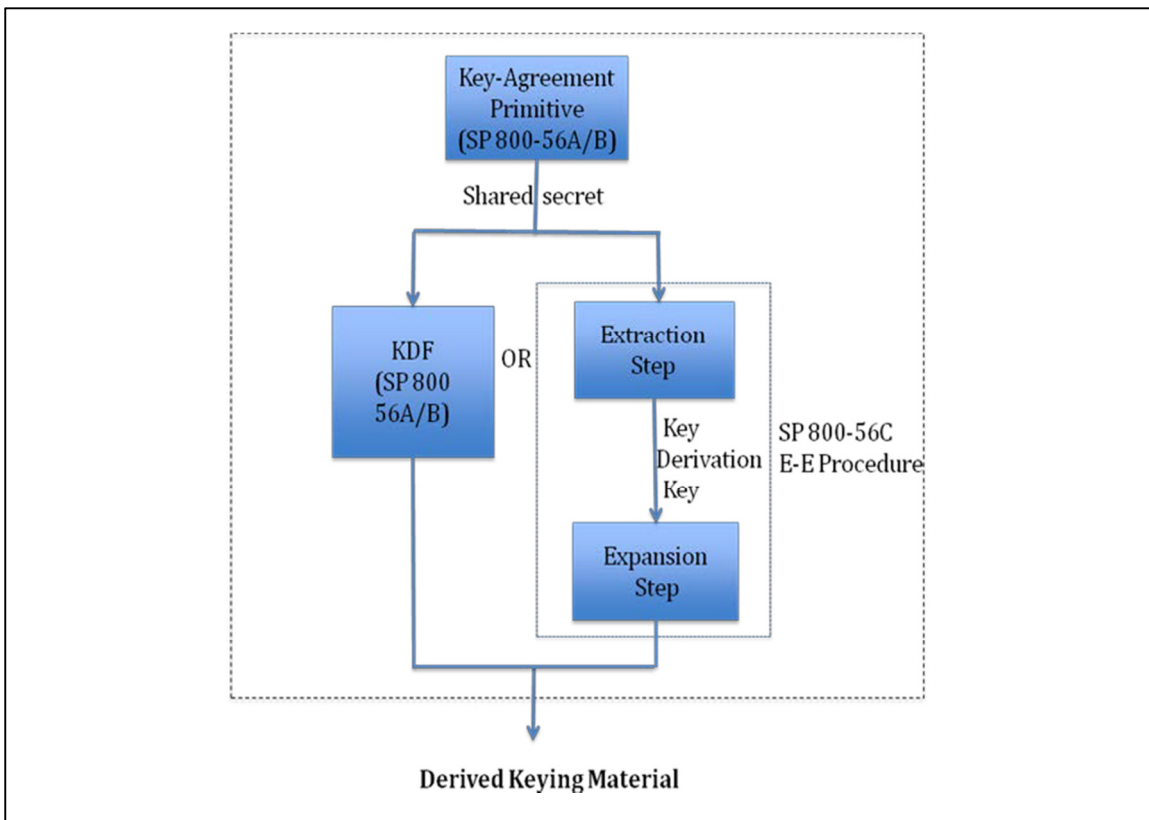 Key-Agreement
Primitive
(SP 800-56A/B)
Shared secret
KDF
(SP 800
56A/B)
OR
Extraction
Step
Key
Derivation
Key
SP 800-56C
E-E Procedure
Expansion
Step
Derived Keying Material